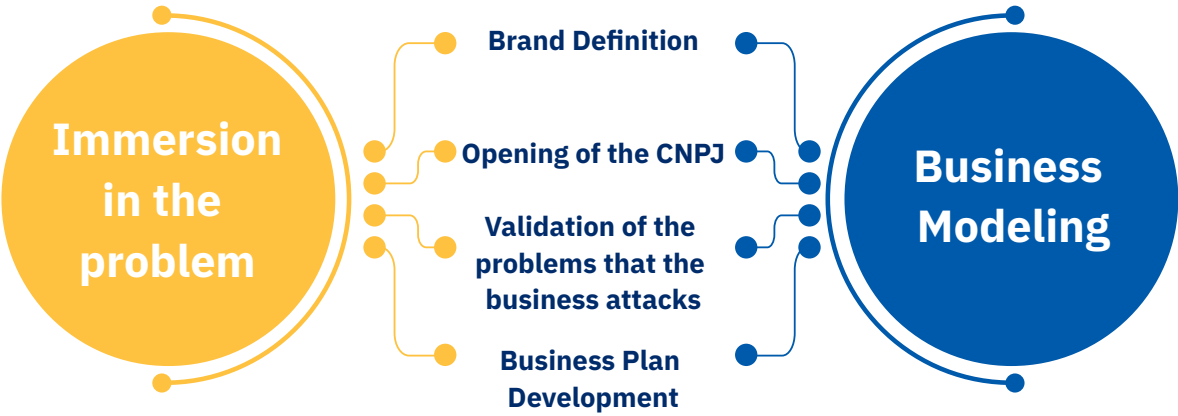 Immersion
in the
problem
Brand Definition
Opening of the CNPJ
Validation of the
problems that the
business attacks
Business Plan
Development
Business
Modeling